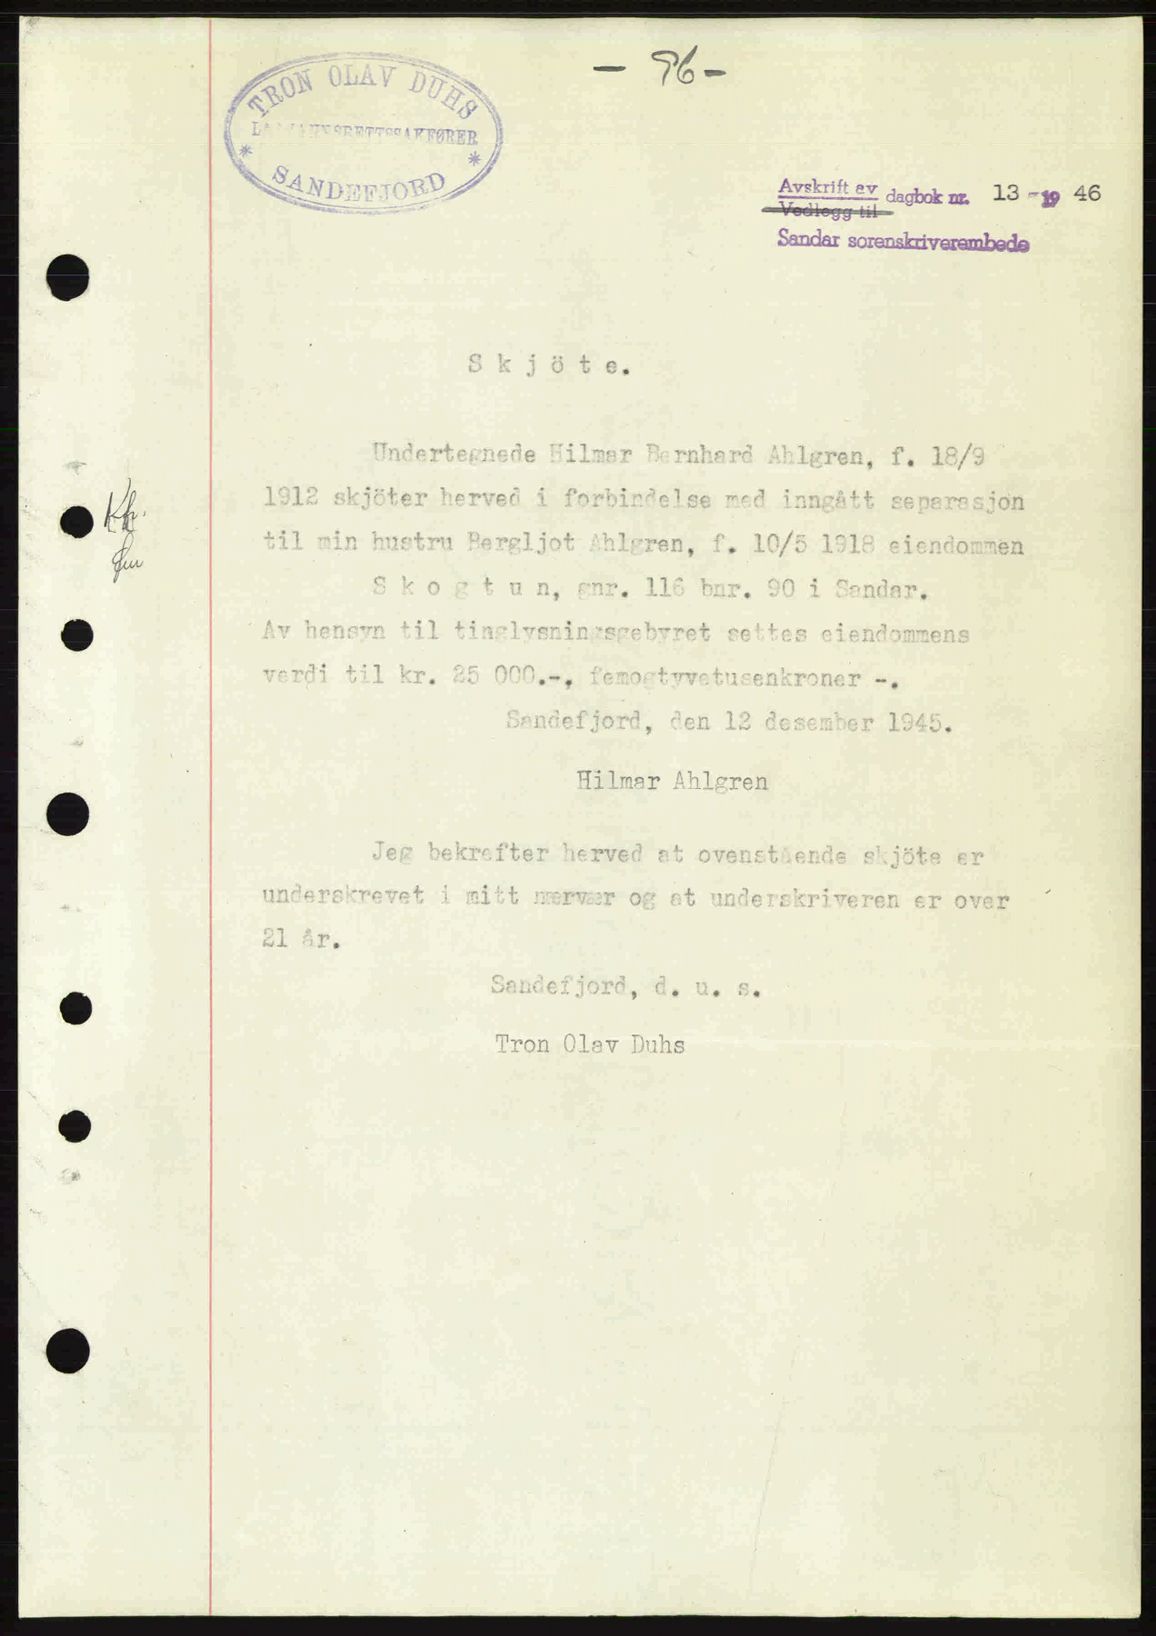 - 96 -
TRON OLAV DUHS
LAGMANNSRETTSSAKFØRER
* SANDEFJORD *
Avskrift av dagbok nr. 13 - 19 46
Vedlegg til
Sandar sorenskriverembede
Skjöte.
Undertegnede Hilmar Bernhard Ahlgren, f. 18/9
1912 skjöter herved i forbindelse med inngått separasjon
til min hustru Bergljot Ahlgren, f. 10/5 1918 eiendommen
Skogtun, gnr. 116 bnr. 90 i Sandar.
Av hensyn til tinglysningsgebyret settes eiendommens
verdi til kr. 25 000.-, femogtyvetusenkroner -.
Sandefjord, den 12 desember 1945.
Hilmar Ahlgren
Jeg bekrefter herved at ovenstående skjöte er
underskrevet i mitt nærvær og at underskriveren er over
21 år.
Sandefjord, d. u. s.
Tron Olav Duhs